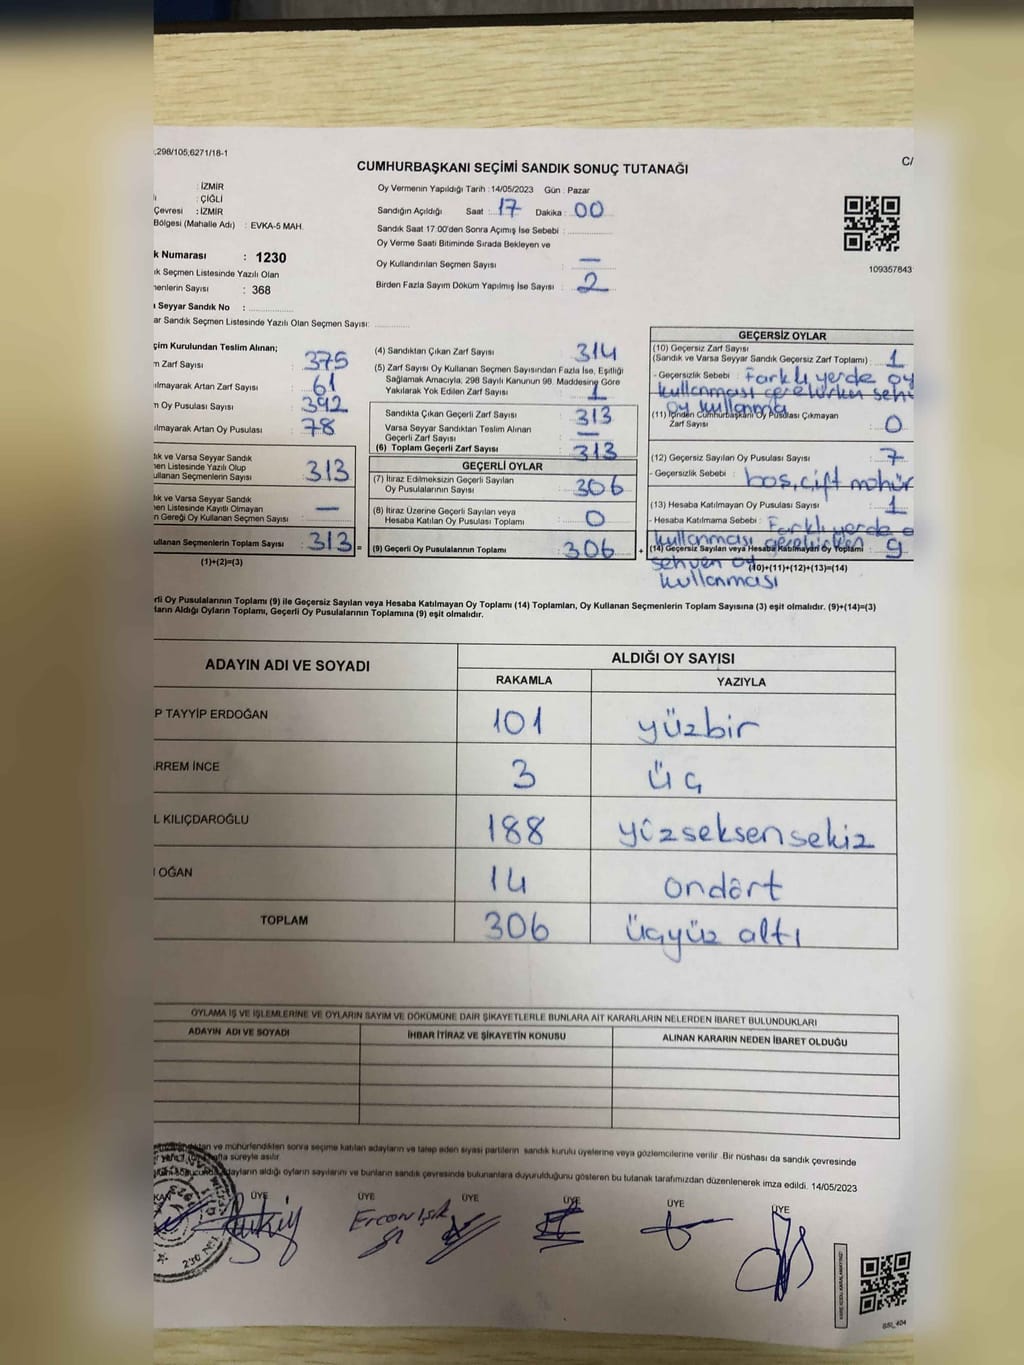 .298/105,6271/18-1
C/
CUMHURBAŞKANI SEÇİMİ SANDIK SONUÇ TUTANAĞI
: İZMİR
: ÇİĞLİ
Çevresi : İZMİR
Bölgesi (Mahalle Adı) : EVKA-5 MAH.
Oy Vermenin Yapıldığı Tarih :14/05/2023 Gün : Pazar
Sandığın Açıldığı Saat : 17 Dakika : 00
Sandık Saat 17:00'den Sonra Açımış İse Sebebi :
Oy Verme Saati Bitiminde Sırada Bekleyen ve
Oy Kullandırılan Seçmen Sayısı : —
Birden Fazla Sayım Döküm Yapılmış İse Sayısı : 2
109357843
k Numarası : 1230
ık Seçmen Listesinde Yazılı Olan
menlerin Sayısı : 368
ı Seyyar Sandık No :
ar Sandık Seçmen Listesinde Yazılı Olan Seçmen Sayısı:
çim Kurulundan Teslim Alınan;
m Zarf Sayısı : 375
ılmayarak Artan Zarf Sayısı : 61
m Oy Pusulası Sayısı : 392
ılmayarak Artan Oy Pusulası : 78
ık ve Varsa Seyyar Sandık
men Listesinde Yazılı Olup
ullanan Seçmenlerin Sayısı : 313
ık ve Varsa Seyyar Sandık
men Listesinde Kayıtlı Olmayan
n Gereği Oy Kullanan Seçmen Sayısı : —
ullanan Seçmenlerin Toplam Sayısı : 313 =
(1)+(2)=(3)
(4) Sandıktan Çıkan Zarf Sayısı : 314
(5) Zarf Sayısı Oy Kullanan Seçmen Sayısından Fazla İse, Eşitliği
Sağlamak Amacıyla, 298 Sayılı Kanunun 98. Maddesine Göre
Yakılarak Yok Edilen Zarf Sayısı : 1
Sandıkta Çıkan Geçerli Zarf Sayısı : 313
Varsa Seyyar Sandıktan Teslim Alınan
Geçerli Zarf Sayısı : —
(6) Toplam Geçerli Zarf Sayısı : 313
GEÇERLİ OYLAR
(7) İtiraz Edilmeksizin Geçerli Sayılan
Oy Pusulalarının Sayısı : 306
(8) İtiraz Üzerine Geçerli Sayılan veya
Hesaba Katılan Oy Pusulası Toplamı : 0
(9) Geçerli Oy Pusulalarının Toplamı : 306 +
GEÇERSİZ OYLAR
(10) Geçersiz Zarf Sayısı
(Sandık ve Varsa Seyyar Sandık Geçersiz Zarf Toplamı) : 1
- Geçersizlik Sebebi : Farklı yerde oy
kullanması gerekirken sehv
oy kullanma
(11) İçinden Cumhurbaşkanı Oy Pusulası Çıkmayan
Zarf Sayısı : 0
(12) Geçersiz Sayılan Oy Pusulası Sayısı : 7
- Geçersizlik Sebebi : boş, çift mühür
(13) Hesaba Katılmayan Oy Pusulası Sayısı : 1
- Hesaba Katılmama Sebebi : Farklı yerde o
kullanması gerekirken
(14) Geçersiz Sayılan veya Hesaba Katılmayan Oy Toplamı : 9
sehven oy
(10)+(11)+(12)+(13)=(14)
kullanması
rli Oy Pusulalarının Toplamı (9) ile Geçersiz Sayılan veya Hesaba Katılmayan Oy Toplamı (14) Toplamları, Oy Kullanan Seçmenlerin Toplam Sayısına (3) eşit olmalıdır. (9)+(14)=(3)
ların Aldığı Oyların Toplamı, Geçerli Oy Pusulalarının Toplamına (9) eşit olmalıdır.
ADAYIN ADI VE SOYADI
ALDIĞI OY SAYISI
RAKAMLA YAZIYLA
P TAYYİP ERDOĞAN 101 yüzbir
RREM İNCE 3 üç
L KILIÇDAROĞLU 188 yüzseksensekiz
OĞAN 14 ondört
TOPLAM 306 üçyüz altı
OYLAMA İŞ VE İŞLEMLERİNE VE OYLARIN SAYIM VE DÖKÜMÜNE DAİR ŞİKAYETLERLE BUNLARA AİT KARARLARIN NELERDEN İBARET BULUNDUKLARI
ADAYIN ADI VE SOYADI İHBAR İTİRAZ VE ŞİKAYETİN KONUSU ALINAN KARARIN NEDEN İBARET OLDUĞU
ve mühürlendikten sonra seçime katılan adayların ve talep eden siyasi partilerin sandık kurulu üyelerine veya gözlemcilerine verilir. Bir nüshası da sandık çevresinde
hafta süreyle asılır.
adayların aldığı oyların sayılarını ve bunların sandık çevresinde bulunanlara duyurulduğunu gösteren bu tutanak tarafımızdan düzenlenerek imza edildi. 14/05/2023
ÜYE ÜYE ÜYE ÜYE ÜYE ÜYE
Ercan Işık